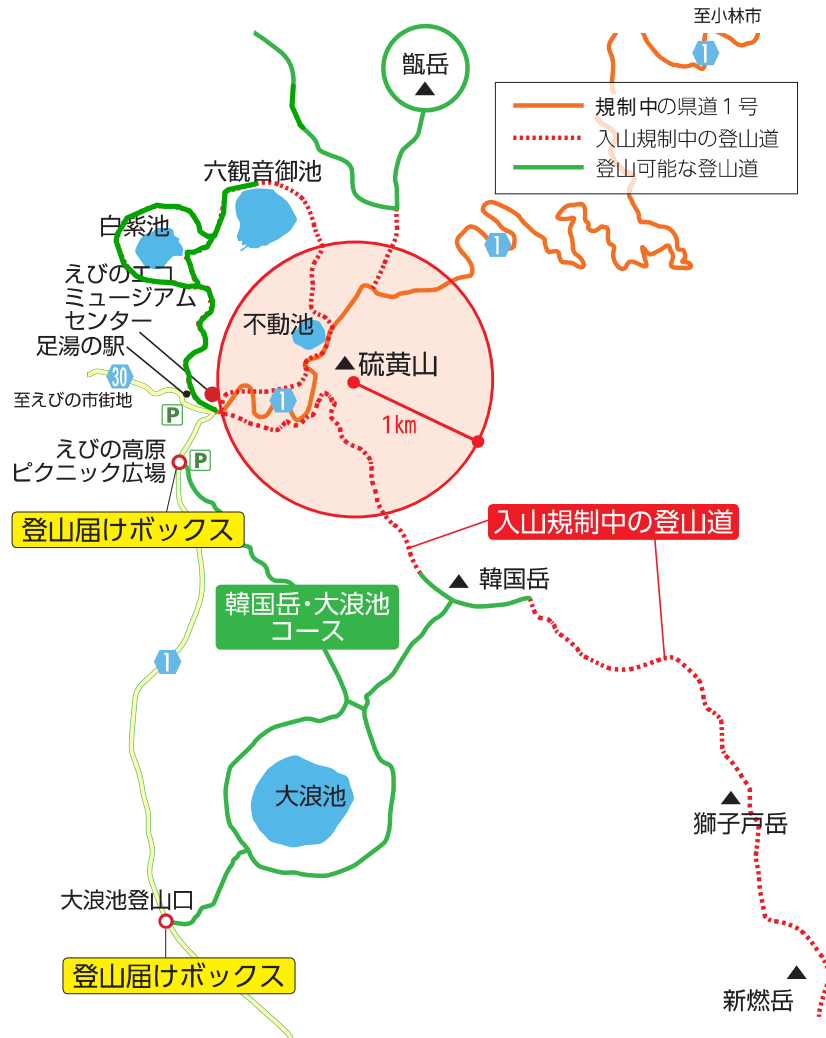 至小林市
1
甑岳
規制中の県道1号
入山規制中の登山道
登山可能な登山道
六観音御池
白紫池
1
えびのエコ
ミュージアム
センター
不動池
足湯の駅
硫黄山
30
至えびの市街地
1
P
1km
えびの高原
ピクニック広場
P
登山届けボックス
入山規制中の登山道
韓国岳
韓国岳・大浪池
コース
1
大浪池
獅子戸岳
大浪池登山口
登山届けボックス
新燃岳